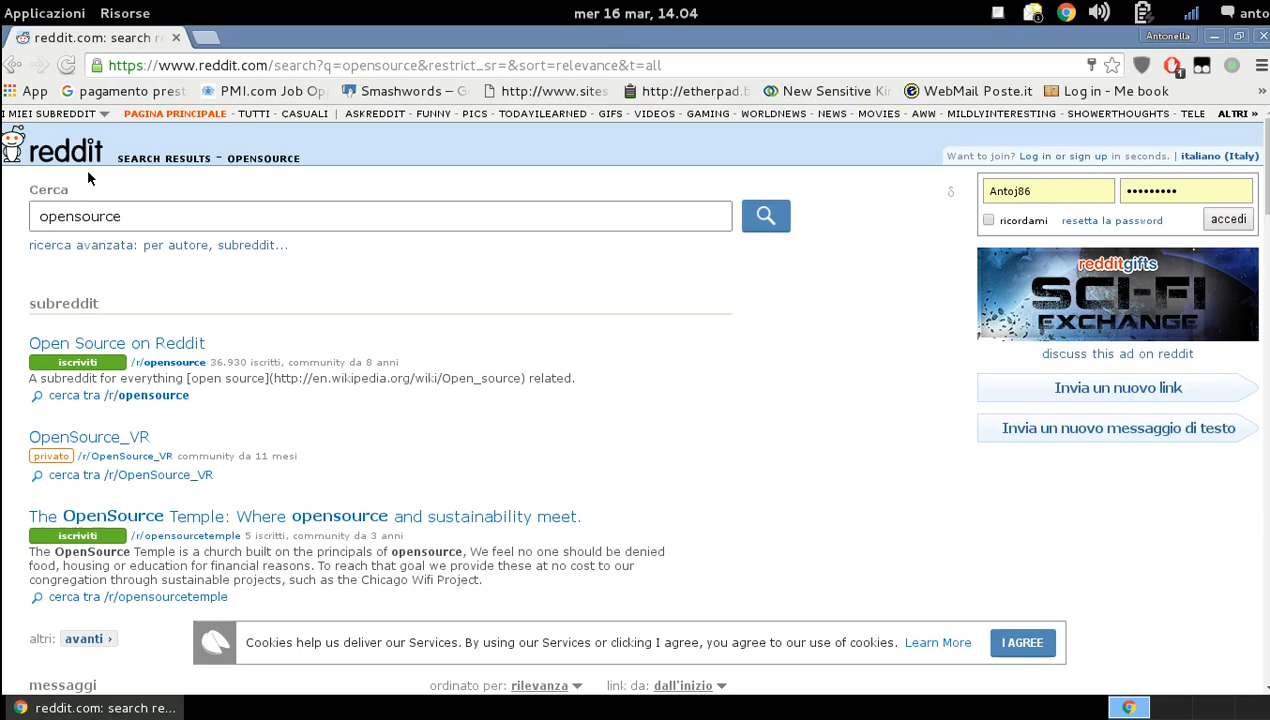 Applicazioni Risorse mer 16 mar, 14.04 anto
reddit.com: search r Antonella
https://www.reddit.com/search?q=opensource&restrict_sr=&sort=relevance&t=all
App pagamento prest PMI.com Job Op Smashwords – G http://www.sites http://etherpad.b New Sensitive Ki WebMail Poste.it Log in - Me book »
I MIEI SUBREDDIT PAGINA PRINCIPALE - TUTTI - CASUALI | ASKREDDIT - FUNNY - PICS - TODAYILEARNED - GIFS - VIDEOS - GAMING - WORLDNEWS - NEWS - MOVIES - AWW - MILDLYINTERESTING - SHOWERTHOUGHTS - TELE ALTRI »
reddit SEARCH RESULTS - OPENSOURCE Want to join? Log in or sign up in seconds. | italiano (Italy)
Cerca
opensource
ricerca avanzata: per autore, subreddit...
Antoj86 •••••••••
ricordami resetta la password accedi
redditgifts
SCI-FI
EXCHANGE
discuss this ad on reddit
Invia un nuovo link
Invia un nuovo messaggio di testo
subreddit
Open Source on Reddit
iscriviti /r/opensource 36.930 iscritti, community da 8 anni
A subreddit for everything [open source](http://en.wikipedia.org/wiki/Open_source) related.
cerca tra /r/opensource
OpenSource_VR
privato /r/OpenSource_VR community da 11 mesi
cerca tra /r/OpenSource_VR
The OpenSource Temple: Where opensource and sustainability meet.
iscriviti /r/opensourcetemple 5 iscritti, community da 3 anni
The OpenSource Temple is a church built on the principals of opensource, We feel no one should be denied
food, housing or education for financial reasons. To reach that goal we provide these at no cost to our
congregation through sustainable projects, such as the Chicago Wifi Project.
cerca tra /r/opensourcetemple
altri: avanti ›
Cookies help us deliver our Services. By using our Services or clicking I agree, you agree to our use of cookies. Learn More I AGREE
messaggi ordinato per: rilevanza link da: dall'inizio
reddit.com: search re...